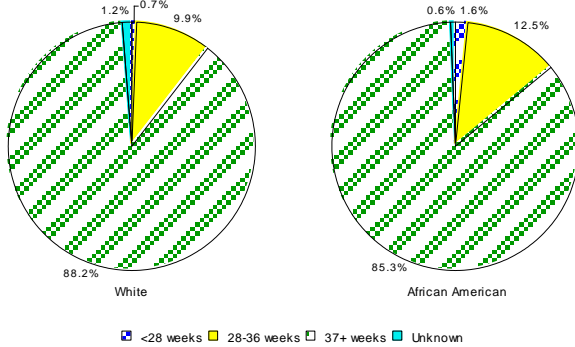 1.2% 0.7% 0.6% 1.6%
9.9% 12.5%
88.2% 85.3%
White African American
<28 weeks 28-36 weeks 37+ weeks Unknown